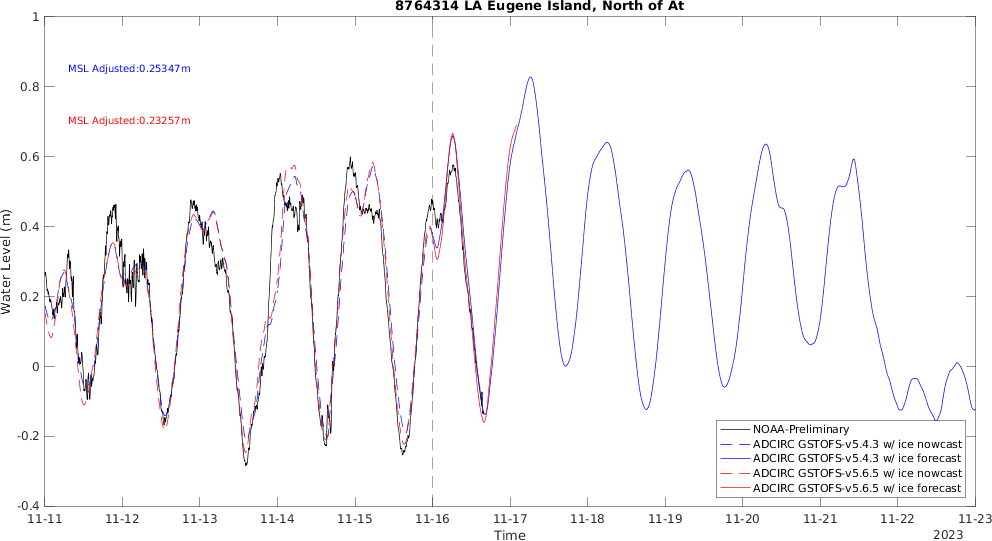 8764314 LA Eugene Island, North of At
MSL Adjusted:0.25347m
MSL Adjusted:0.23257m
Water Level (m)
1
0.8
0.6
0.4
0.2
0
-0.2
-0.4
NOAA-Preliminary
ADCIRC GSTOFS-v5.4.3 w/ ice nowcast
ADCIRC GSTOFS-v5.4.3 w/ ice forecast
ADCIRC GSTOFS-v5.6.5 w/ ice nowcast
ADCIRC GSTOFS-v5.6.5 w/ ice forecast
11-11 11-12 11-13 11-14 11-15 11-16 11-17 11-18 11-19 11-20 11-21 11-22 11-23
Time
2023